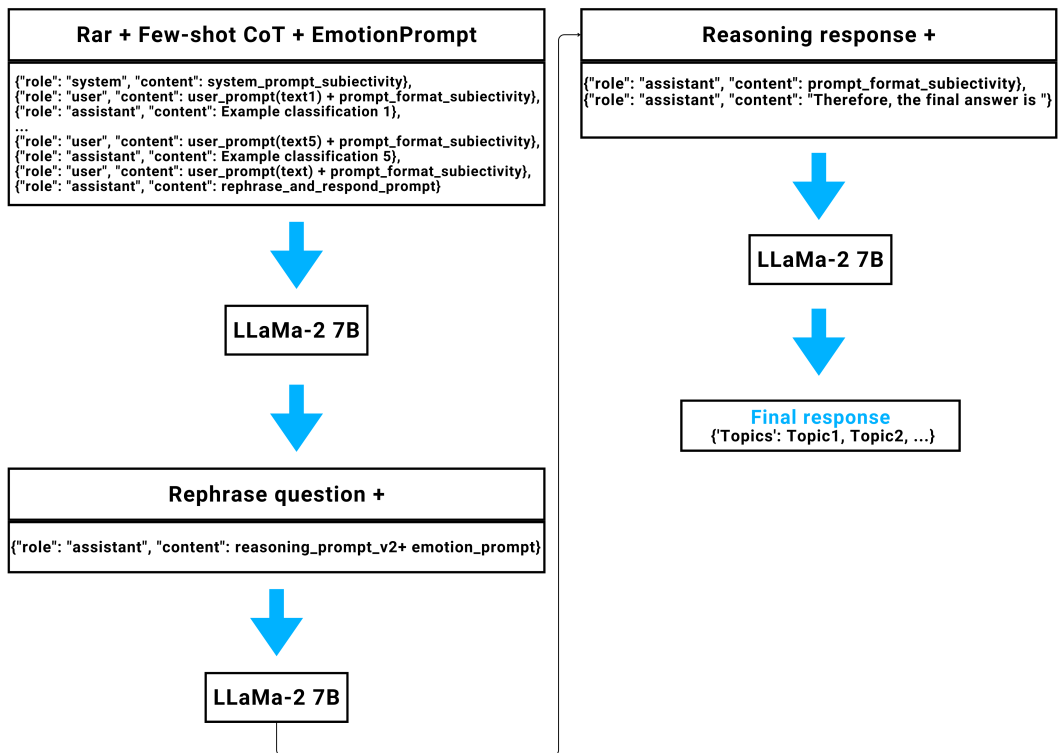 Rar + Few-shot CoT + EmotionPrompt
{"role": "system", "content": system_prompt_subiectivity},
{"role": "user", "content": user_prompt(text1) + prompt_format_subiectivity},
{"role": "assistant", "content": Example classification 1},
...
{"role": "user", "content": user_prompt(text5) + prompt_format_subiectivity},
{"role": "assistant", "content": Example classification 5},
{"role": "user", "content": user_prompt(text) + prompt_format_subiectivity},
{"role": "assistant", "content": rephrase_and_respond_prompt}
LLaMa-2 7B
Rephrase question +
{"role": "assistant", "content": reasoning_prompt_v2+ emotion_prompt}
LLaMa-2 7B
Reasoning response +
{"role": "assistant", "content": prompt_format_subiectivity},
{"role": "assistant", "content": "Therefore, the final answer is "}
LLaMa-2 7B
Final response
{'Topics': Topic1, Topic2, ...}